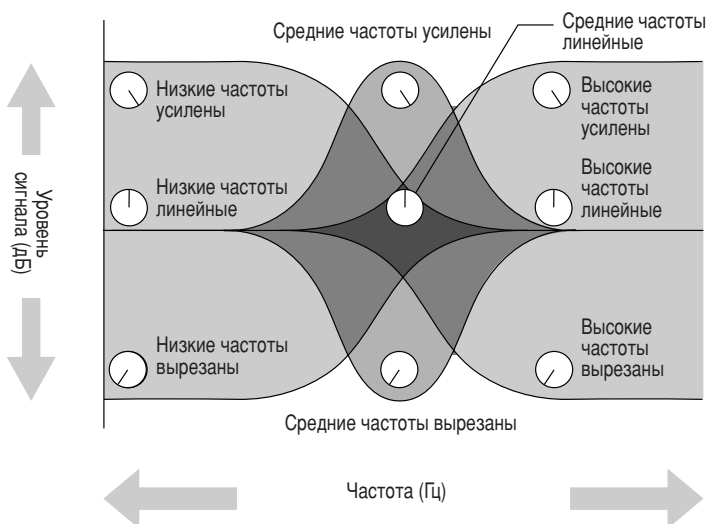 Средние частоты усилены
Средние частоты
линейные
Низкие частоты
усилены
Высокие
частоты
усилены
Низкие частоты
линейные
Высокие
частоты
линейные
Уровень
сигнала (дБ)
Низкие частоты
вырезаны
Высокие
частоты
вырезаны
Средние частоты вырезаны
Частота (Гц)